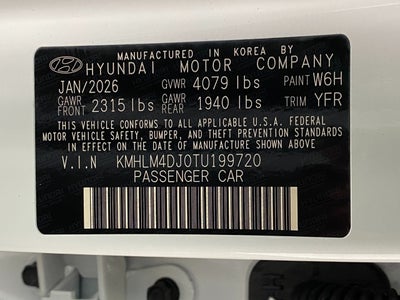 MANUFACTURED IN KOREA BY
HYUNDAI MOTOR COMPANY
JAN/2026 GVWR 4079 lbs PAINT W6H
GAWR FRONT 2315 lbs GAWR REAR 1940 lbs TRIM YFR
THIS VEHICLE CONFORMS TO ALL APPLICABLE U.S.A. FEDERAL
MOTOR VEHICLE SAFETY, BUMPER, AND THEFT PREVENTION
STANDARDS IN EFFECT ON THE DATE OF MANUFACTURE SHOWN ABOVE
V.I.N KMHLM4DJ0TU199720
PASSENGER CAR